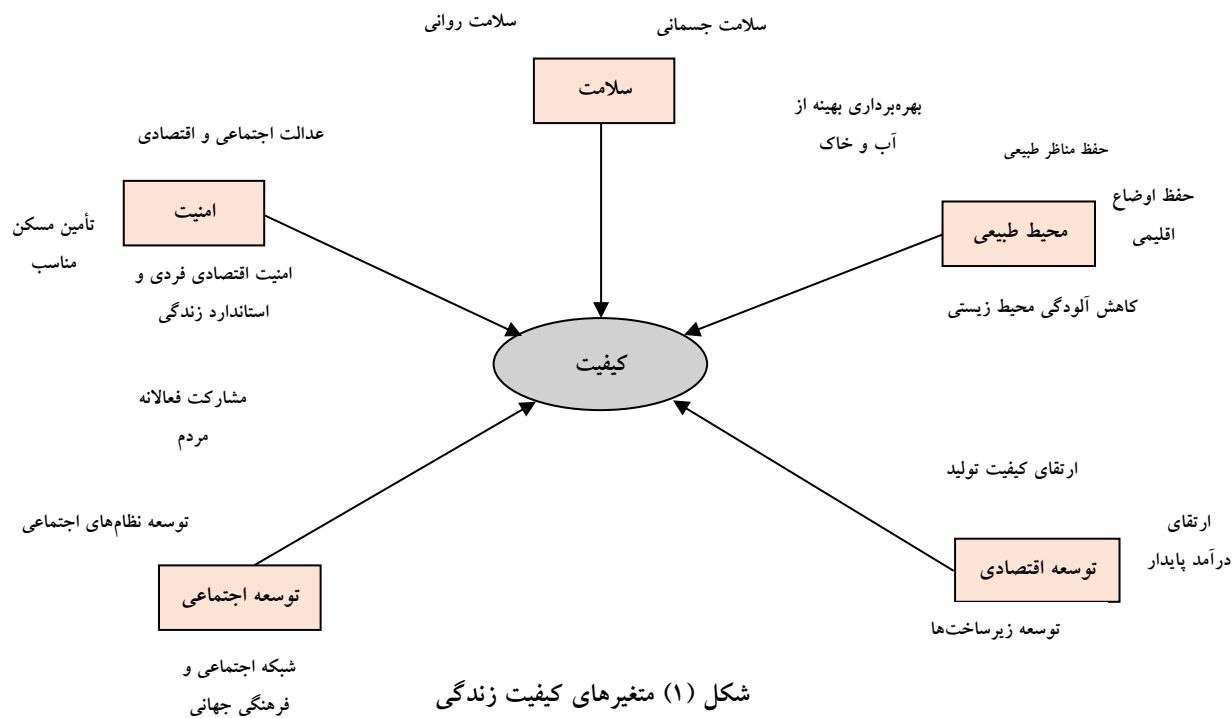 سلامت جسمانی
سلامت روانی
سلامت
بهره‌برداری بهینه از
آب و خاک
حفظ مناظر طبیعی
حفظ اوضاع
اقلیمی
محیط طبیعی
کاهش آلودگی محیط زیستی
عدالت اجتماعی و اقتصادی
امنیت
تأمین مسکن
مناسب
امنیت اقتصادی فردی و
استاندارد زندگی
کیفیت
مشارکت فعالانه
مردم
توسعه نظام‌های اجتماعی
توسعه اجتماعی
شبکه اجتماعی و
فرهنگی جهانی
ارتقای کیفیت تولید
ارتقای
درآمد پایدار
توسعه اقتصادی
توسعه زیرساخت‌ها
شکل (۱) متغیرهای کیفیت زندگی